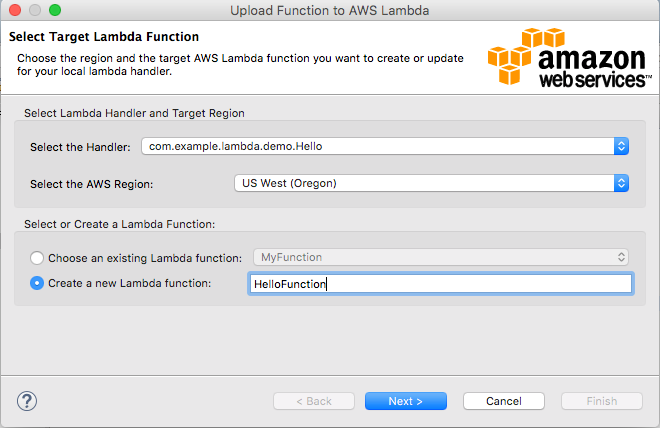 Upload Function to AWS Lambda
Select Target Lambda Function
Choose the region and the target AWS Lambda function you want to create or update
for your local lambda handler.
amazon
web services™
Select Lambda Handler and Target Region
Select the Handler: com.example.lambda.demo.Hello
Select the AWS Region: US West (Oregon)
Select or Create a Lambda Function:
Choose an existing Lambda function: MyFunction
Create a new Lambda function: HelloFunction
? < Back Next > Cancel Finish